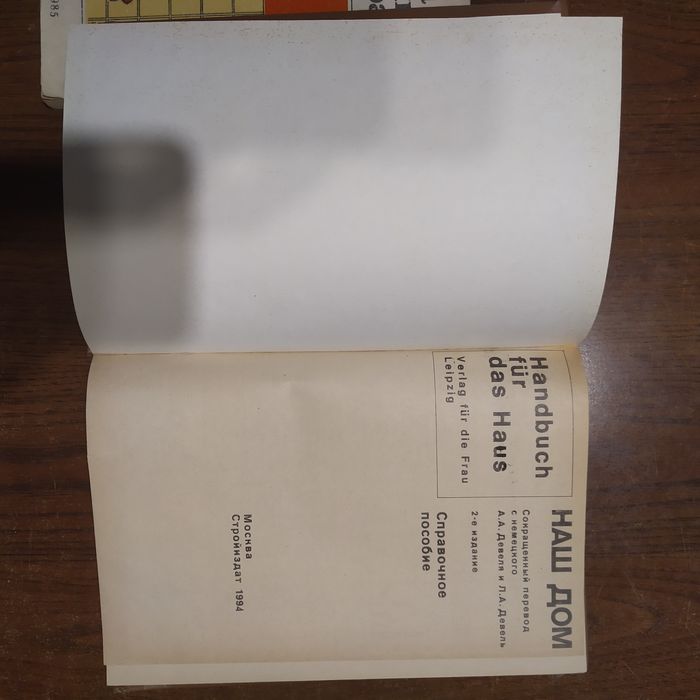 Handbuch
für
das Haus
Verlag für die Frau
Leipzig
НАШ ДОМ
Сокращенный перевод
с немецкого
А.А. Девеля и Л.А. Девель
2-е издание
Справочное
пособие
Москва
Стройиздат 1994
985